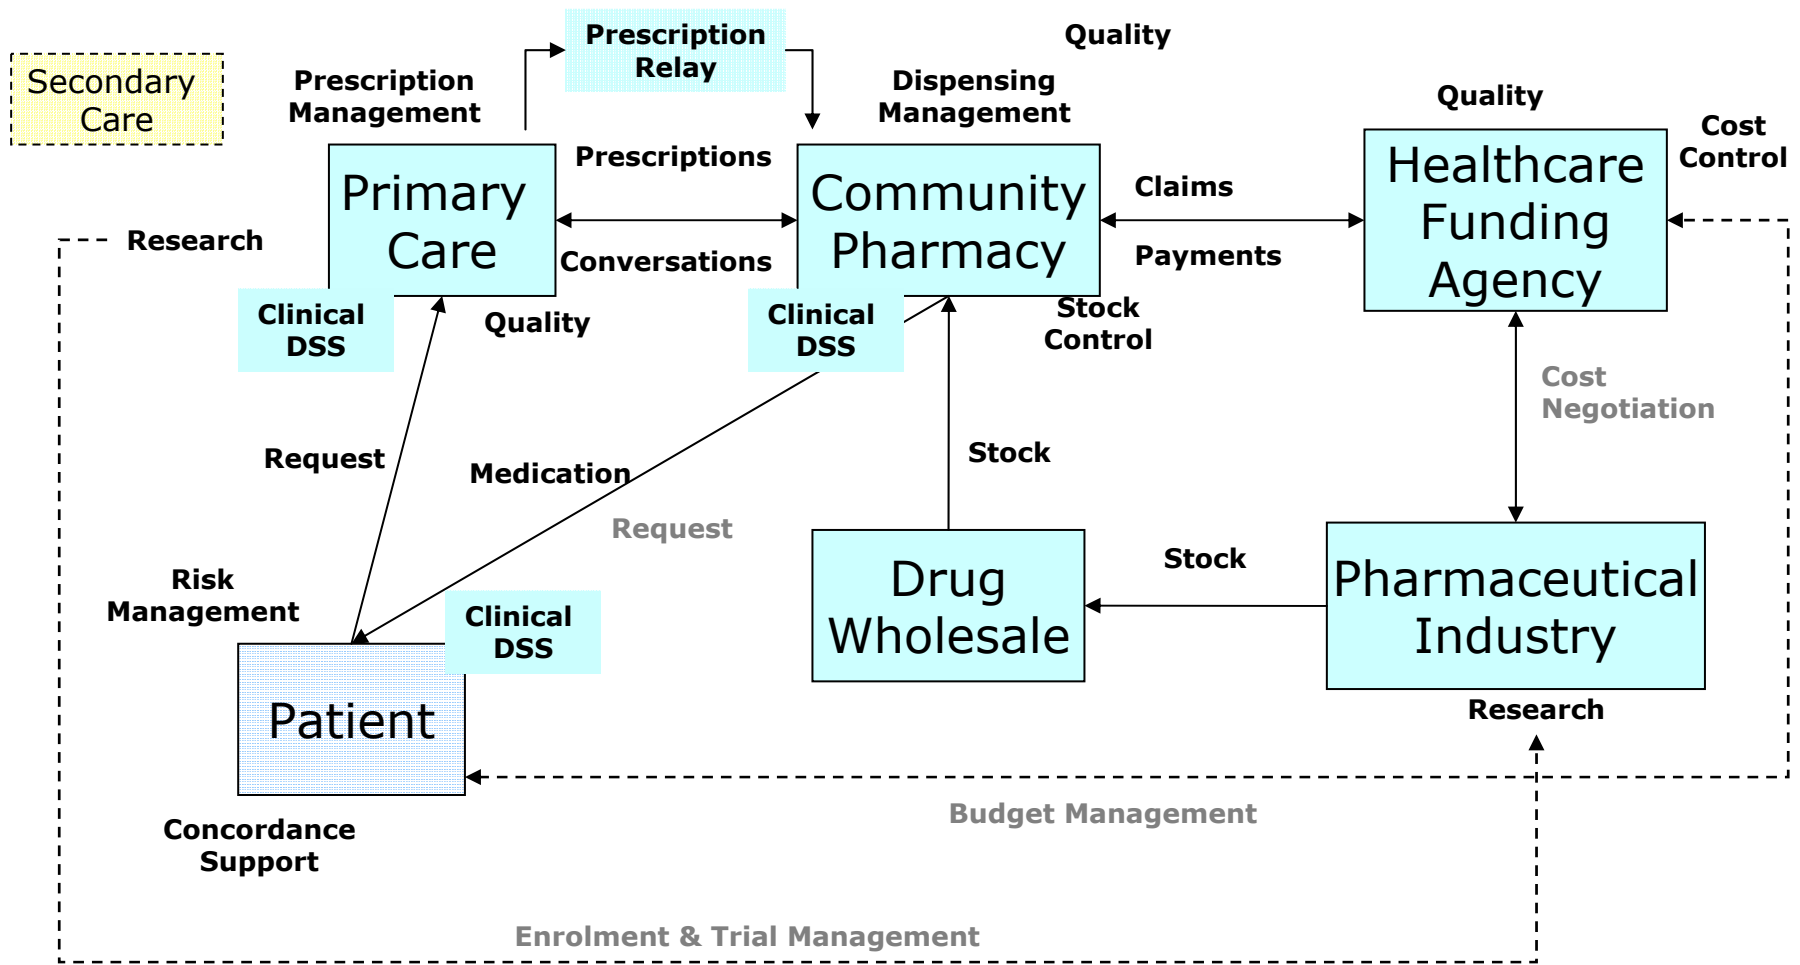 Prescription
Relay
Quality
Secondary
Care
Prescription
Management
Dispensing
Management
Quality
Cost
Control
Primary
Care
Prescriptions
Conversations
Community
Pharmacy
Claims
Payments
Healthcare
Funding
Agency
Research
Clinical
DSS
Quality
Clinical
DSS
Stock
Control
Cost
Negotiation
Request
Medication
Request
Stock
Risk
Management
Clinical
DSS
Drug
Wholesale
Stock
Pharmaceutical
Industry
Research
Patient
Budget Management
Concordance
Support
Enrolment & Trial Management